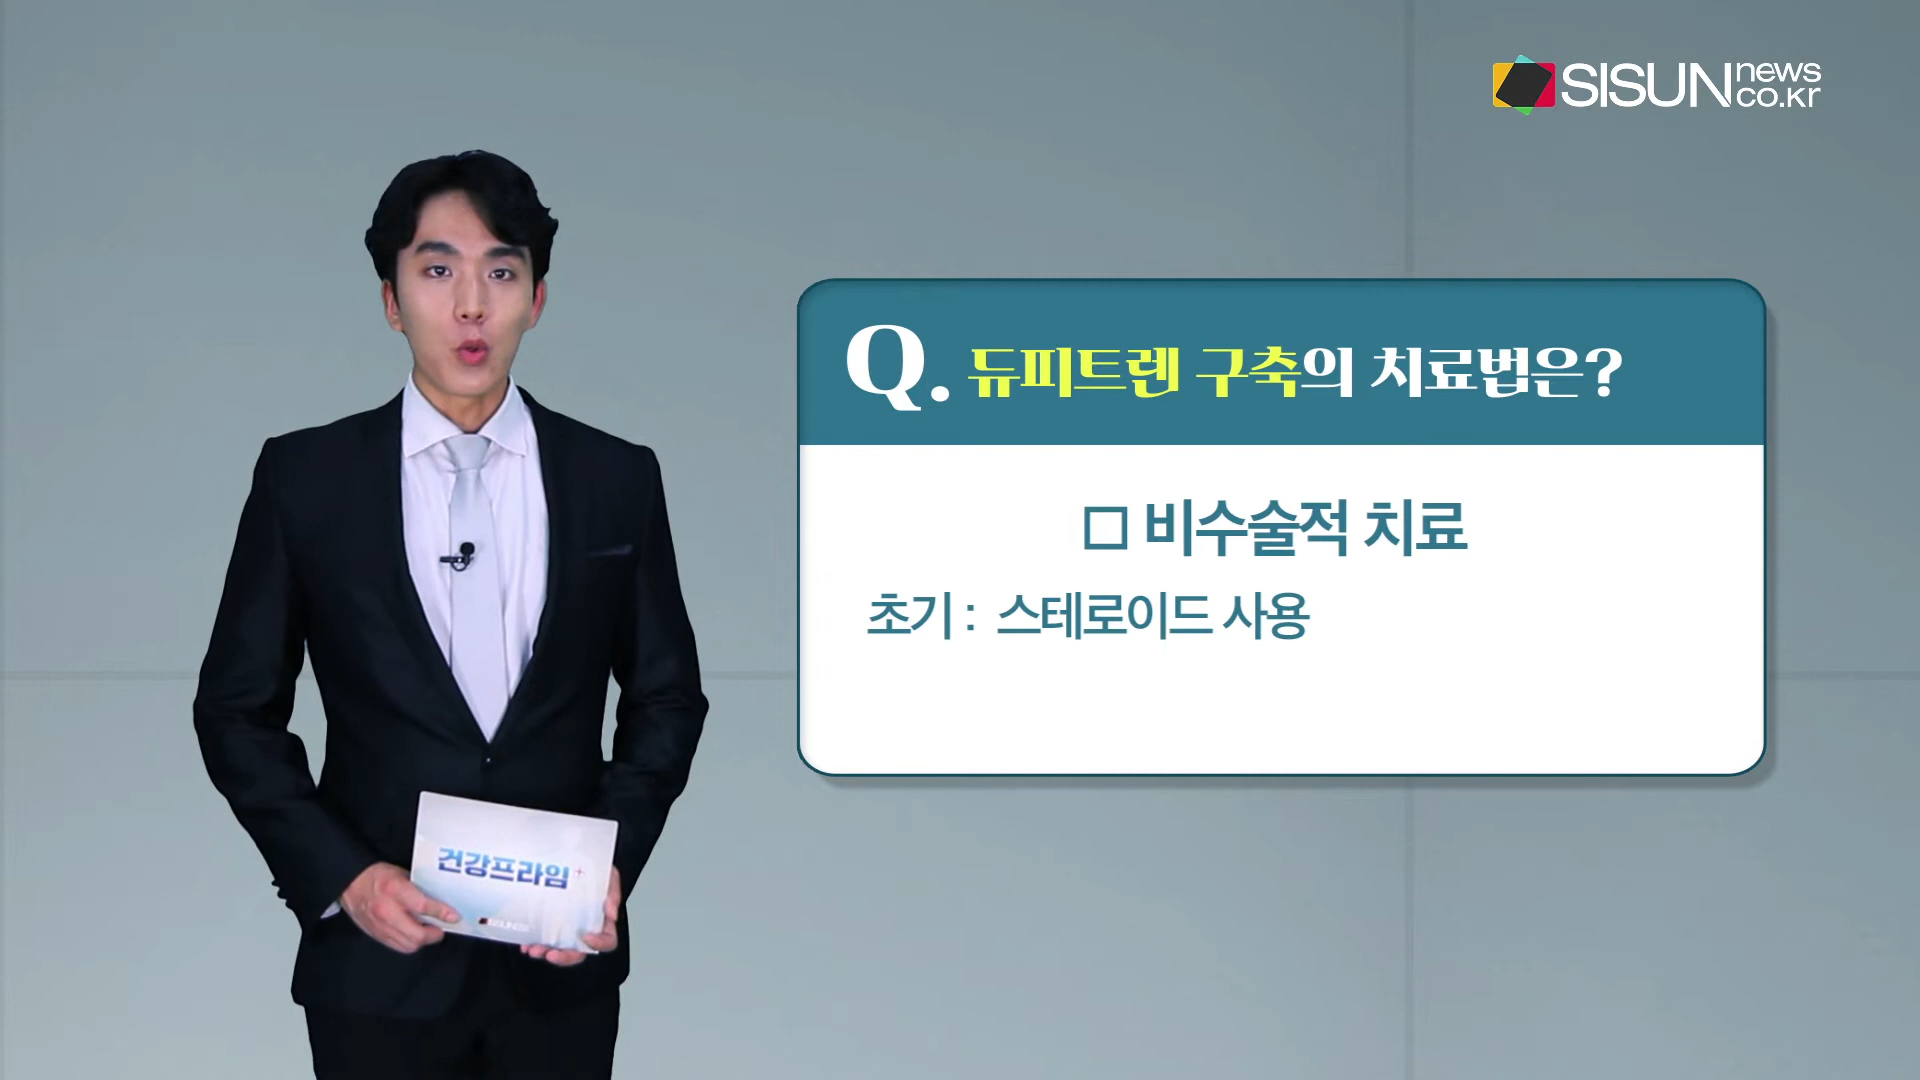 SISUN news
co.kr
Q. 듀피트렌 구축의 치료법은?
□ 비수술적 치료
초기 : 스테로이드 사용
건강프라임+
SISUN